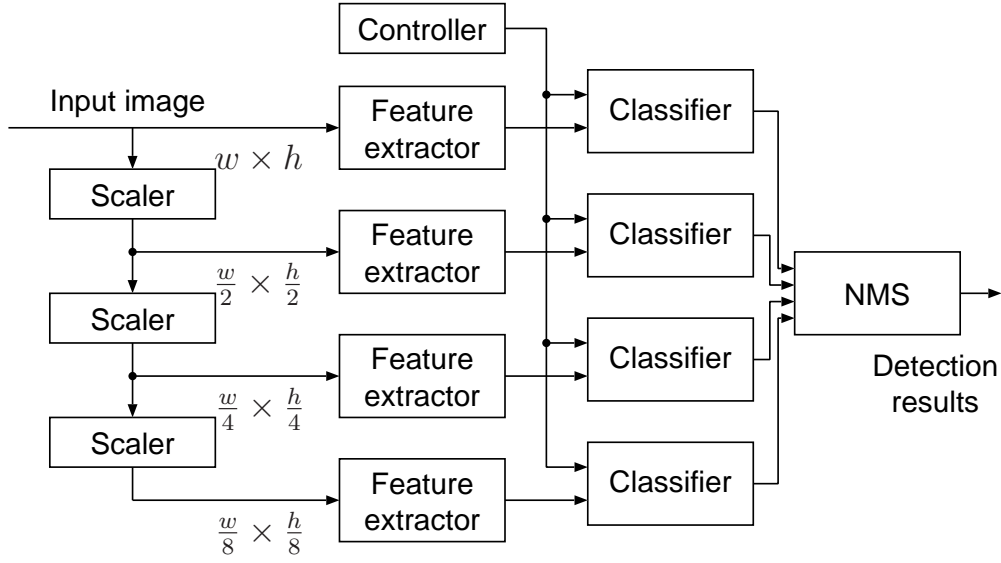 Controller
Input image
Feature
extractor
Classifier
w × h
Scaler
Feature
extractor
Classifier
w/2 × h/2
Scaler
NMS
Feature
extractor
Classifier
w/4 × h/4
Detection
results
Scaler
Feature
extractor
Classifier
w/8 × h/8